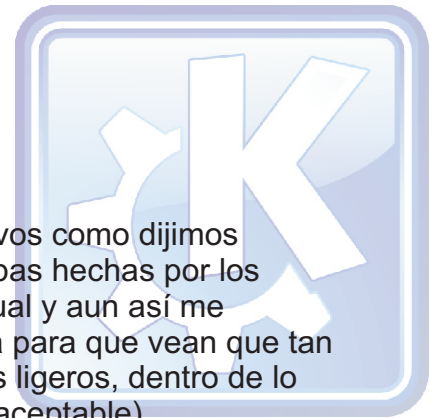 vos como dijimos
bas hechas por los
ual y aun así me
a para que vean que tan
s ligeros, dentro de lo
aceptable)